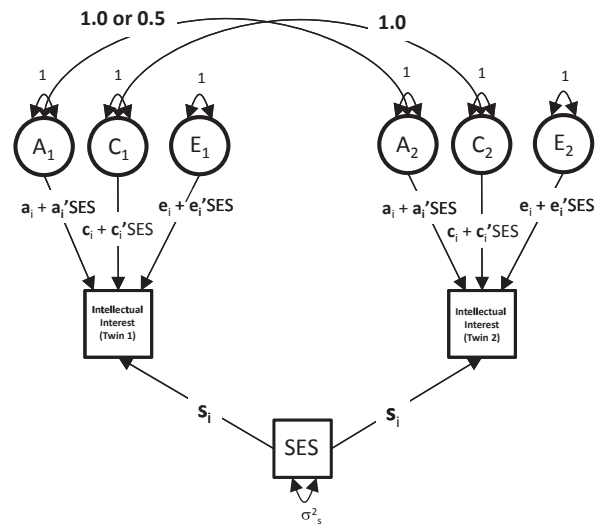 1.0 or 0.5
1.0
1
1
1
1
1
1
A₁
C₁
E₁
A₂
C₂
E₂
aᵢ + aᵢ'SES
eᵢ + eᵢ'SES
aᵢ + aᵢ'SES
eᵢ + eᵢ'SES
cᵢ + cᵢ'SES
cᵢ + cᵢ'SES
Intellectual
Interest
(Twin 1)
Intellectual
Interest
(Twin 2)
sᵢ
sᵢ
SES
σ²ₛ